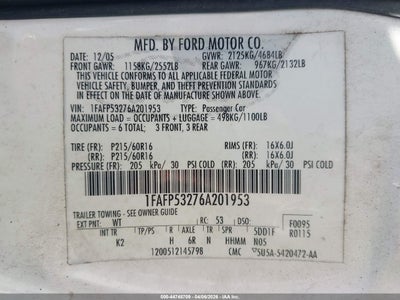 MFD. BY FORD MOTOR CO.
DATE: 12/05 GVWR: 2125KG/4684LB
FRONT GAWR: 1158KG/2552LB REAR GAWR: 967KG/2132LB
THIS VEHICLE CONFORMS TO ALL APPLICABLE FEDERAL MOTOR
VEHICLE SAFETY, BUMPER, AND THEFT PREVENTION STANDARDS
IN EFFECT ON THE DATE OF MANUFACTURE SHOWN ABOVE.
VIN: 1FAFP53276A201953 TYPE: Passenger Car
MAXIMUM LOAD = OCCUPANTS + LUGGAGE = 498KG/1100LB
OCCUPANTS = 6 TOTAL; 3 FRONT, 3 REAR
TIRE (FR): P215/60R16 RIMS (FR): 16X6.0J
(RR): P215/60R16 (RR): 16X6.0J
PRESSURE (FR): 205 kPa/ 30 PSI COLD (RR): 205 kPa/ 30 PSI COLD
1FAFP53276A201953
TRAILER TOWING - SEE OWNER GUIDE
EXT PNT: WT RC: 53 DSO: F0095
INT TR TP/PS R AXLE TR SPR SDD1F R0115
K2 H 6R N HHMM N05
1200512145798 CMC SU5A-5420472-AA